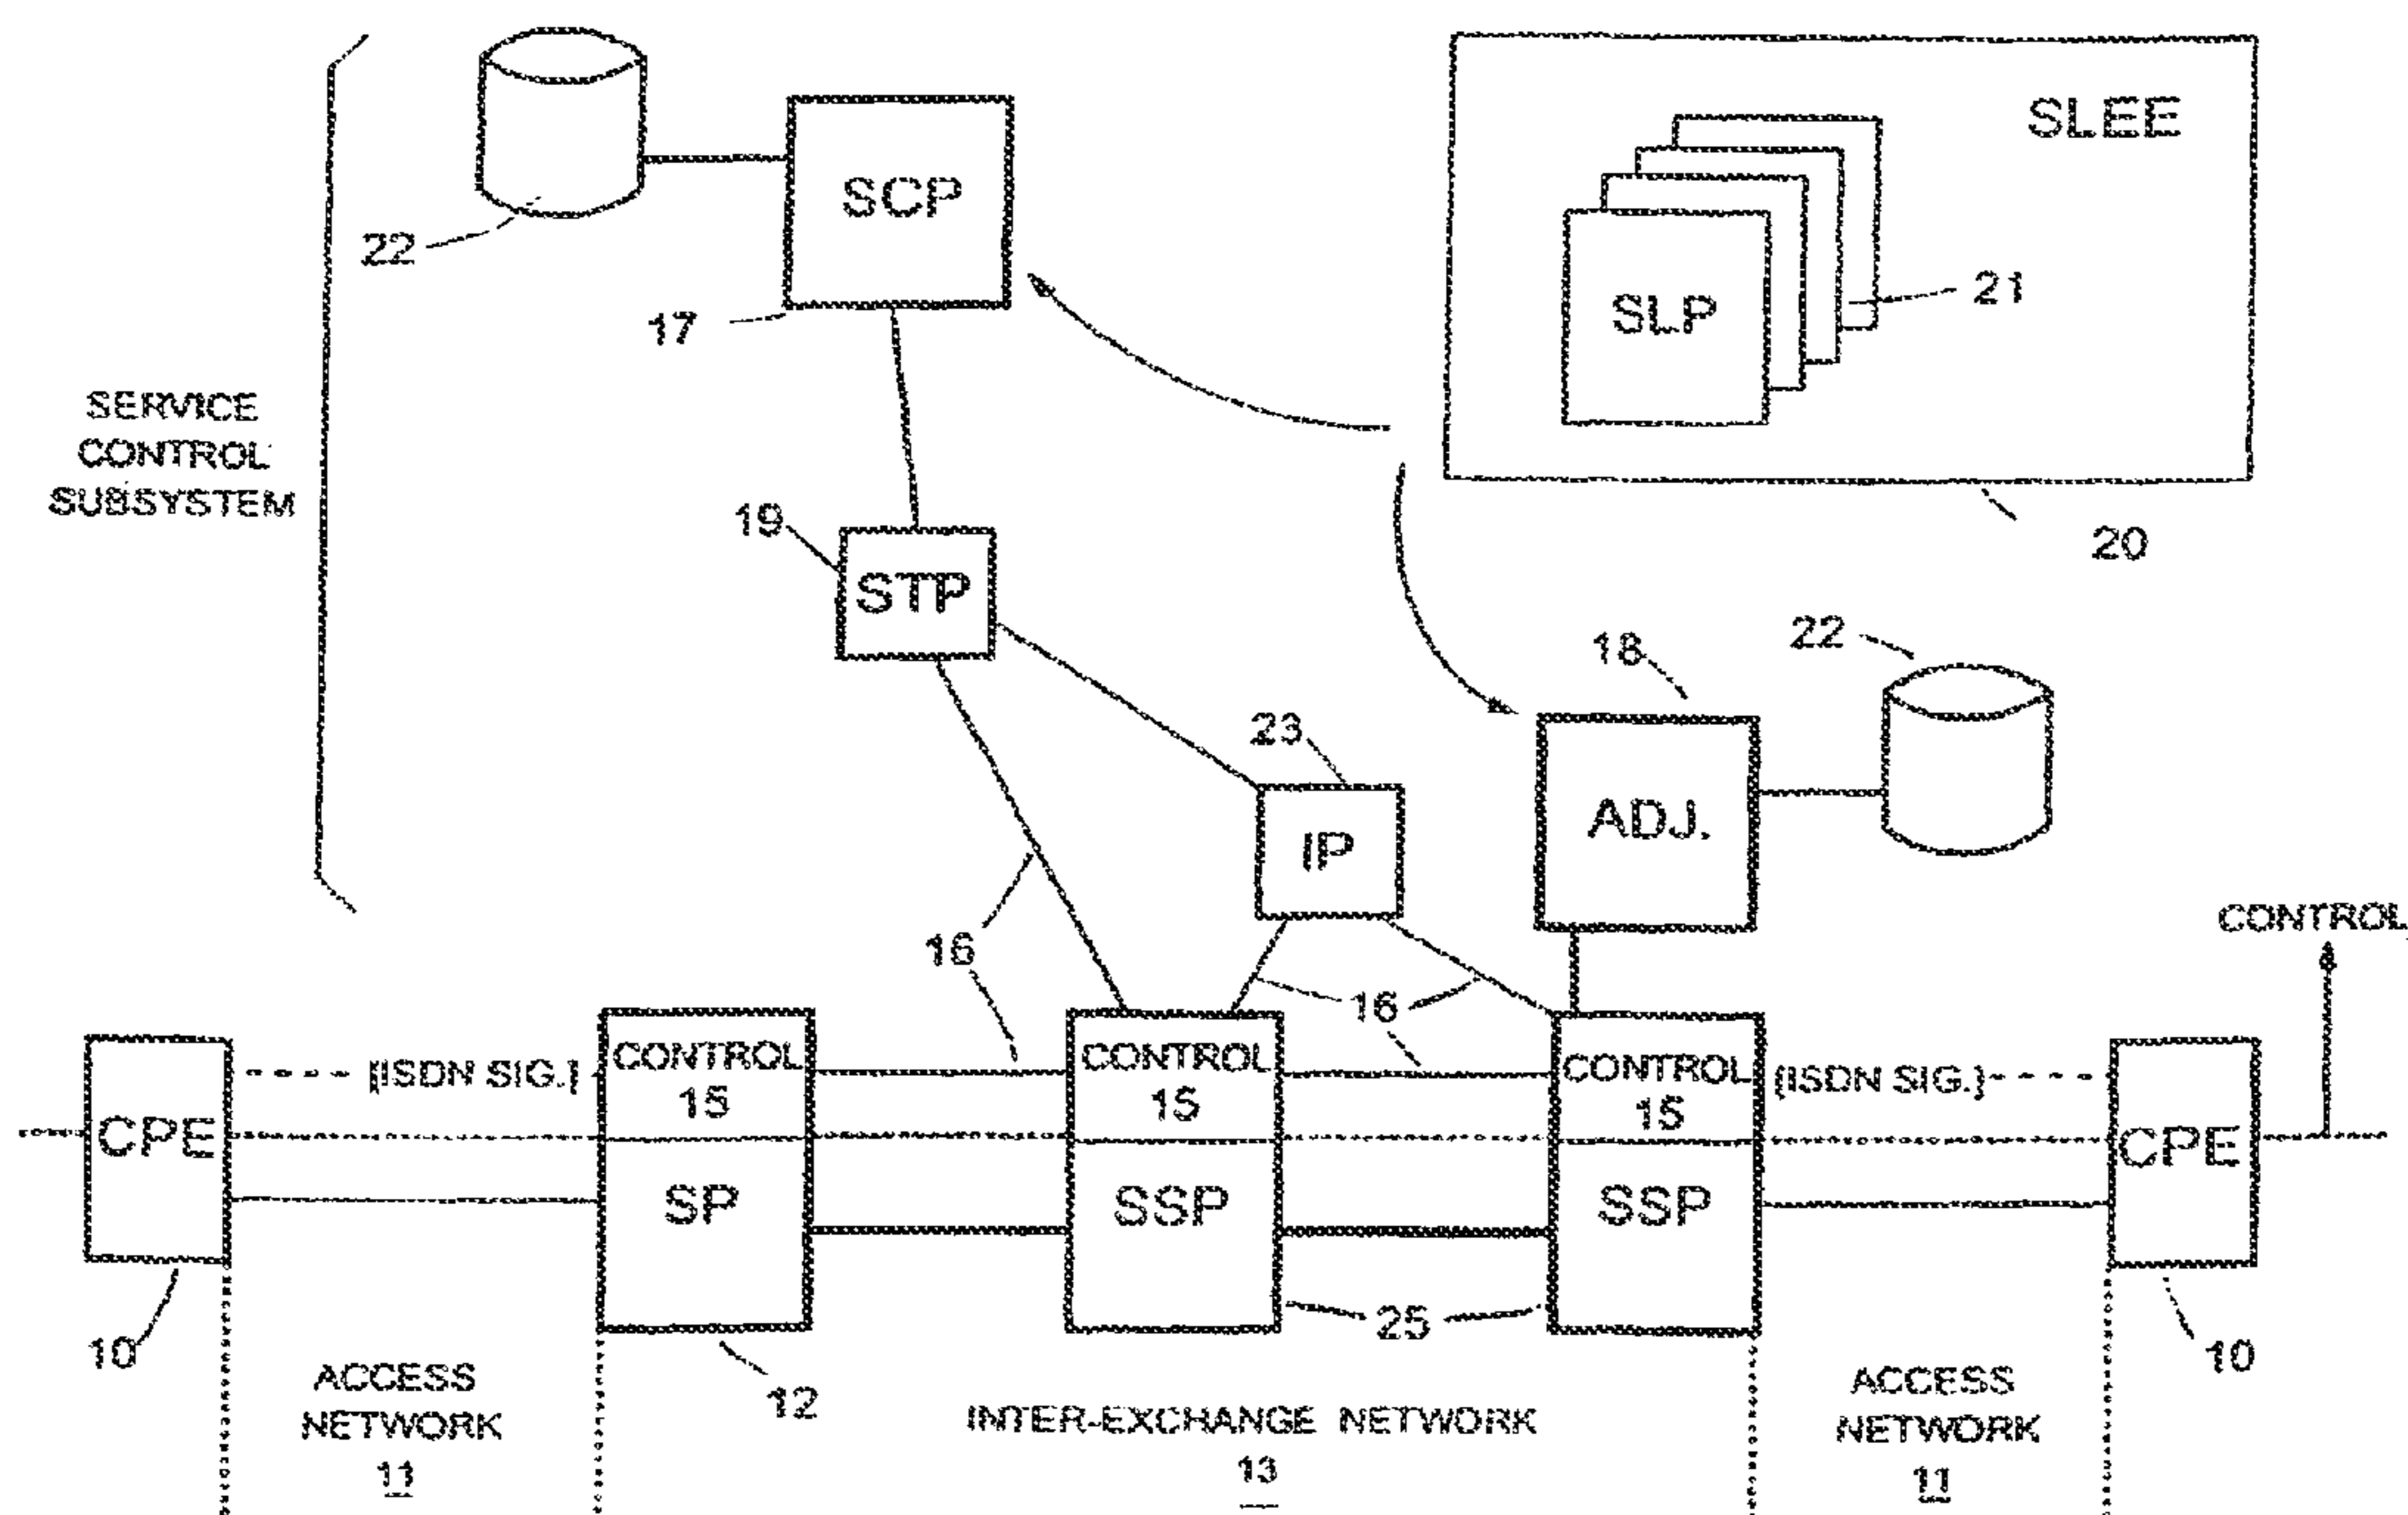 SLEE
SCP
22
21
SLP
17
SERVICE
CONTROL
SUBSYSTEM
19
20
STP
22
18
23
ADJ.
IP
CONTROL
16
16
CONTROL
15
CONTROL
15
CONTROL
15
[ISDN SIG.]
[ISDN SIG.]
CPE
CPE
SP
SSP
SSP
10
25
10
12
ACCESS
NETWORK
11
INTER-EXCHANGE NETWORK
13
ACCESS
NETWORK
11